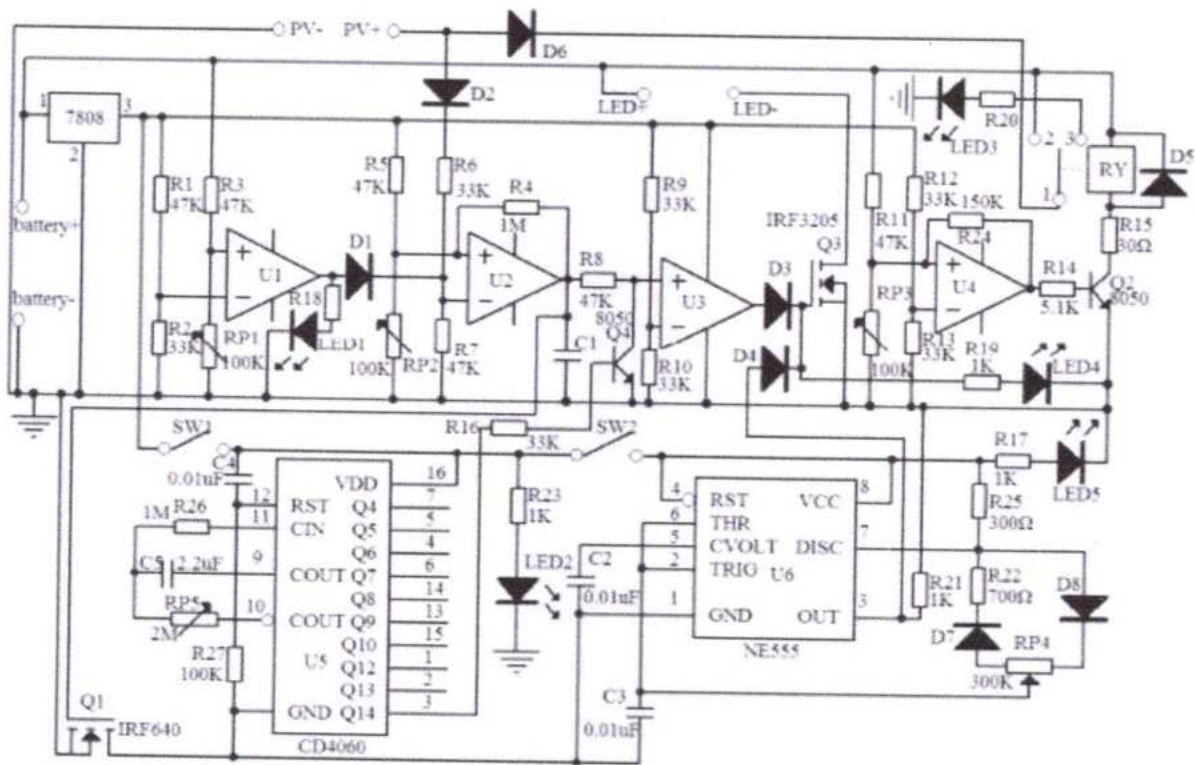 PV-
PV+
D6
D2
1
7808
3
2
LED+
LED-
LED3
R20
2
3
1
RY
D5
battery+
battery-
R1
47K
R3
47K
R5
47K
R6
33K
R4
1M
R9
33K
R11
47K
R12
33K
150K
R24
R15
30Ω
U1
D1
U2
R8
47K
U3
D3
IRF3205
Q3
U4
R14
5.1K
Q2
8050
R18
LED1
R2
33K
RP1
100K
RP2
100K
R7
47K
C1
8050
Q4
R10
33K
D4
RP3
100K
R13
33K
R19
1K
LED4
R16
33K
SW1
SW2
R17
1K
LED5
C4
0.01uF
R26
1M
C5
2.2uF
RP5
2M
R27
100K
12
11
9
10
RST
CIN
COUT
COUT
U5
GND
VDD
Q4
Q5
Q6
Q7
Q8
Q9
Q10
Q12
Q13
Q14
16
7
5
4
6
14
13
15
1
2
3
CD4060
R23
1K
LED2
C2
0.01uF
C3
0.01uF
4
6
5
2
1
RST
THR
CVOLT
TRIG
GND
VCC
DISC
U6
OUT
8
7
3
NE555
R21
1K
R25
300Ω
R22
700Ω
D7
D8
RP4
300K
Q1
IRF640